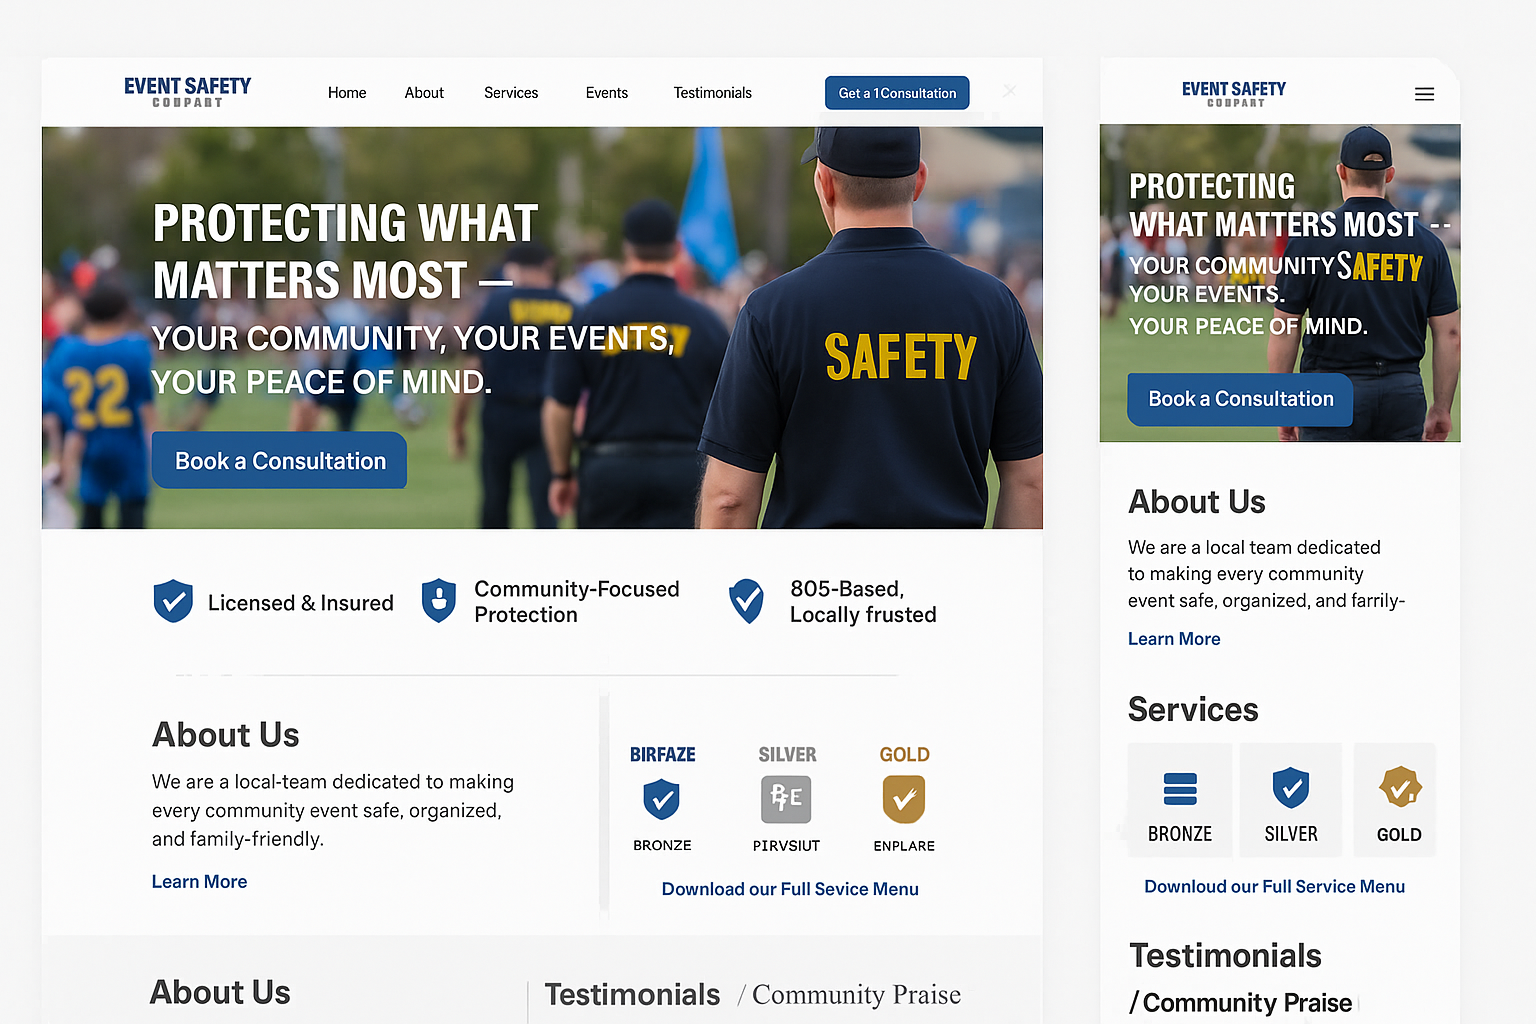 EVENT SAFETY
COUPART
Home
About
Services
Events
Testimonials
Get a 1Consultation
PROTECTING WHAT
MATTERS MOST —
YOUR COMMUNITY, YOUR EVENTS,
YOUR PEACE OF MIND.
Book a Consultation
22
SAFETY
Licensed & Insured
Community-Focused
Protection
805-Based,
Locally frusted
About Us
We are a local-team dedicated to making
every community event safe, organized,
and family-friendly.
Learn More
BIRFAZE
SILVER
GOLD
BRONZE
PIRVSIUT
ENPLARE
Download our Full Sevice Menu
About Us
Testimonials / Community Praise
EVENT SAFETY
COUPART
PROTECTING
WHAT MATTERS MOST --
YOUR COMMUNITY
SAFETY
YOUR EVENTS.
YOUR PEACE OF MIND.
Book a Consultation
About Us
We are a local team dedicated
to making every community
event safe, organized, and farrily-
Learn More
Services
BRONZE
SILVER
GOLD
Downloud our Full Service Menu
Testimonials
/ Community Praise